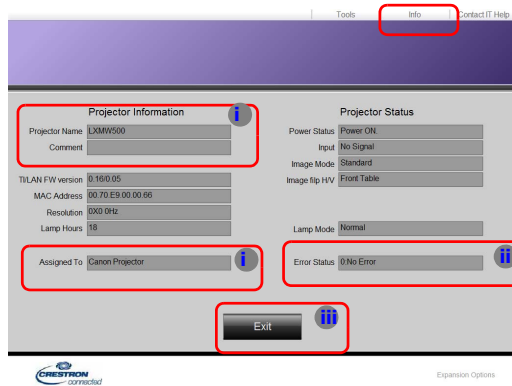 Tools Info Contact IT Help
Projector Information
i
Projector Status
Projector Name LXMW500
Power Status Power ON.
Comment
Input No Signal
Image Mode Standard
TI/LAN FW version 0.16/0.05
Image filp H/V Front Table
MAC Address 00.70.E9.00.00.66
Resolution 0X0 0Hz
Lamp Hours 18
Lamp Mode Normal
Assigned To Canon Projector
i
Error Status 0:No Error
ii
Exit
iii
CRESTRON
connected
Expansion Options